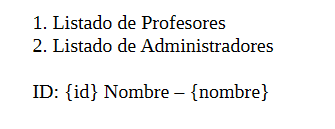 1. Listado de Profesores
2. Listado de Administradores
ID: {id} Nombre – {nombre}